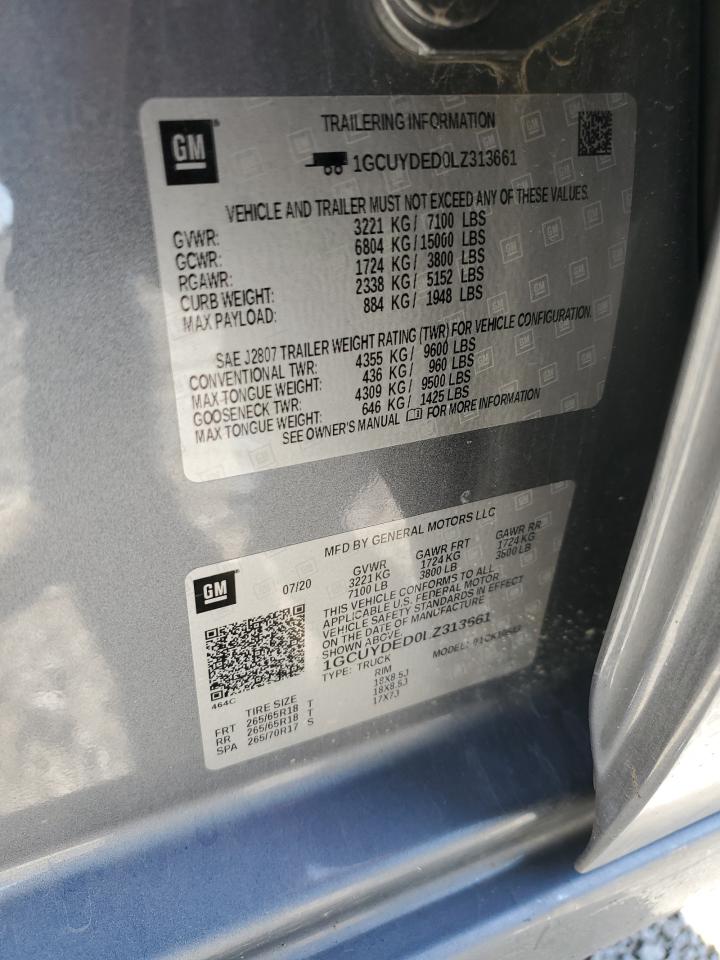 GM
TRAILERING INFORMATION
1GCUYDED0LZ313661
VEHICLE AND TRAILER MUST NOT EXCEED ANY OF THESE VALUES.
GVWR: 3221 KG / 7100 LBS
GCWR: 6804 KG / 15000 LBS
RGAWR: 1724 KG / 3800 LBS
CURB WEIGHT: 2338 KG / 5152 LBS
MAX PAYLOAD: 884 KG / 1948 LBS
SAE J2807 TRAILER WEIGHT RATING (TWR) FOR VEHICLE CONFIGURATION.
CONVENTIONAL TWR: 4355 KG / 9600 LBS
MAX TONGUE WEIGHT: 436 KG / 960 LBS
GOOSENECK TWR: 4309 KG / 9500 LBS
MAX TONGUE WEIGHT: 646 KG / 1425 LBS
SEE OWNER'S MANUAL FOR MORE INFORMATION
GM
MFD BY GENERAL MOTORS LLC
07/20 GVWR GAWR FRT GAWR RR
3221 KG 1724 KG 1724 KG
7100 LB 3800 LB 3800 LB
THIS VEHICLE CONFORMS TO ALL
APPLICABLE U.S. FEDERAL MOTOR
VEHICLE SAFETY STANDARDS IN EFFECT
ON THE DATE OF MANUFACTURE
SHOWN ABOVE.
1GCUYDED0LZ313661
TYPE: TRUCK MODEL:
464C
TIRE SIZE RIM
FRT 265/65R18 T 18X8.5J
RR 265/65R18 T 18X8.5J
SPA 265/70R17 S 17X7J